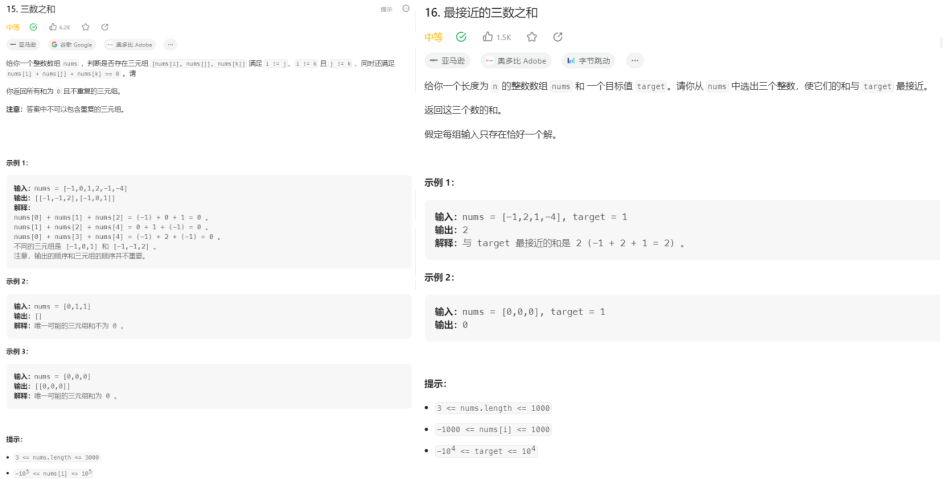 15. 三数之和
提示
中等 6.2K
亚马逊 谷歌 Google 奥多比 Adobe ...
给你一个整数数组 nums ，判断是否存在三元组 [nums[i], nums[j], nums[k]] 满足 i != j、i != k 且 j != k ，同时还满足
nums[i] + nums[j] + nums[k] == 0 。请
你返回所有和为 0 且不重复的三元组。
注意：答案中不可以包含重复的三元组。
示例 1：
输入：nums = [-1,0,1,2,-1,-4]
输出：[[-1,-1,2],[-1,0,1]]
解释：
nums[0] + nums[1] + nums[2] = (-1) + 0 + 1 = 0 。
nums[1] + nums[2] + nums[4] = 0 + 1 + (-1) = 0 。
nums[0] + nums[3] + nums[4] = (-1) + 2 + (-1) = 0 。
不同的三元组是 [-1,0,1] 和 [-1,-1,2] 。
注意，输出的顺序和三元组的顺序并不重要。
示例 2：
输入：nums = [0,1,1]
输出：[]
解释：唯一可能的三元组和不为 0 。
示例 3：
输入：nums = [0,0,0]
输出：[[0,0,0]]
解释：唯一可能的三元组和为 0 。
提示：
3 <= nums.length <= 3000
-10⁵ <= nums[i] <= 10⁵
16. 最接近的三数之和
中等 1.5K
亚马逊 奥多比 Adobe 字节跳动 ...
给你一个长度为 n 的整数数组 nums 和 一个目标值 target。请你从 nums 中选出三个整数，使它们的和与 target 最接近。
返回这三个数的和。
假定每组输入只存在恰好一个解。
示例 1：
输入：nums = [-1,2,1,-4], target = 1
输出：2
解释：与 target 最接近的和是 2 (-1 + 2 + 1 = 2) 。
示例 2：
输入：nums = [0,0,0], target = 1
输出：0
提示：
3 <= nums.length <= 1000
-1000 <= nums[i] <= 1000
-10⁴ <= target <= 10⁴